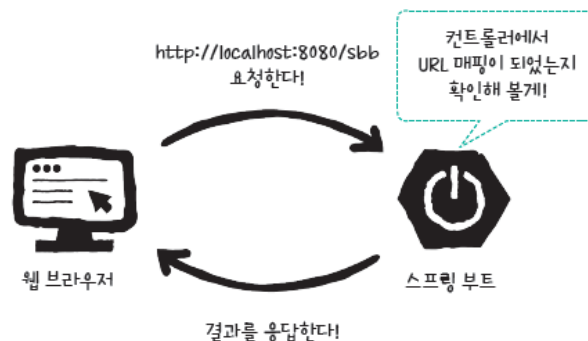 http://localhost:8080/sbb
요청한다!
컨트롤러에서
URL 매핑이 되었는지
확인해 볼게!
웹 브라우저
스프링 부트
결과를 응답한다!